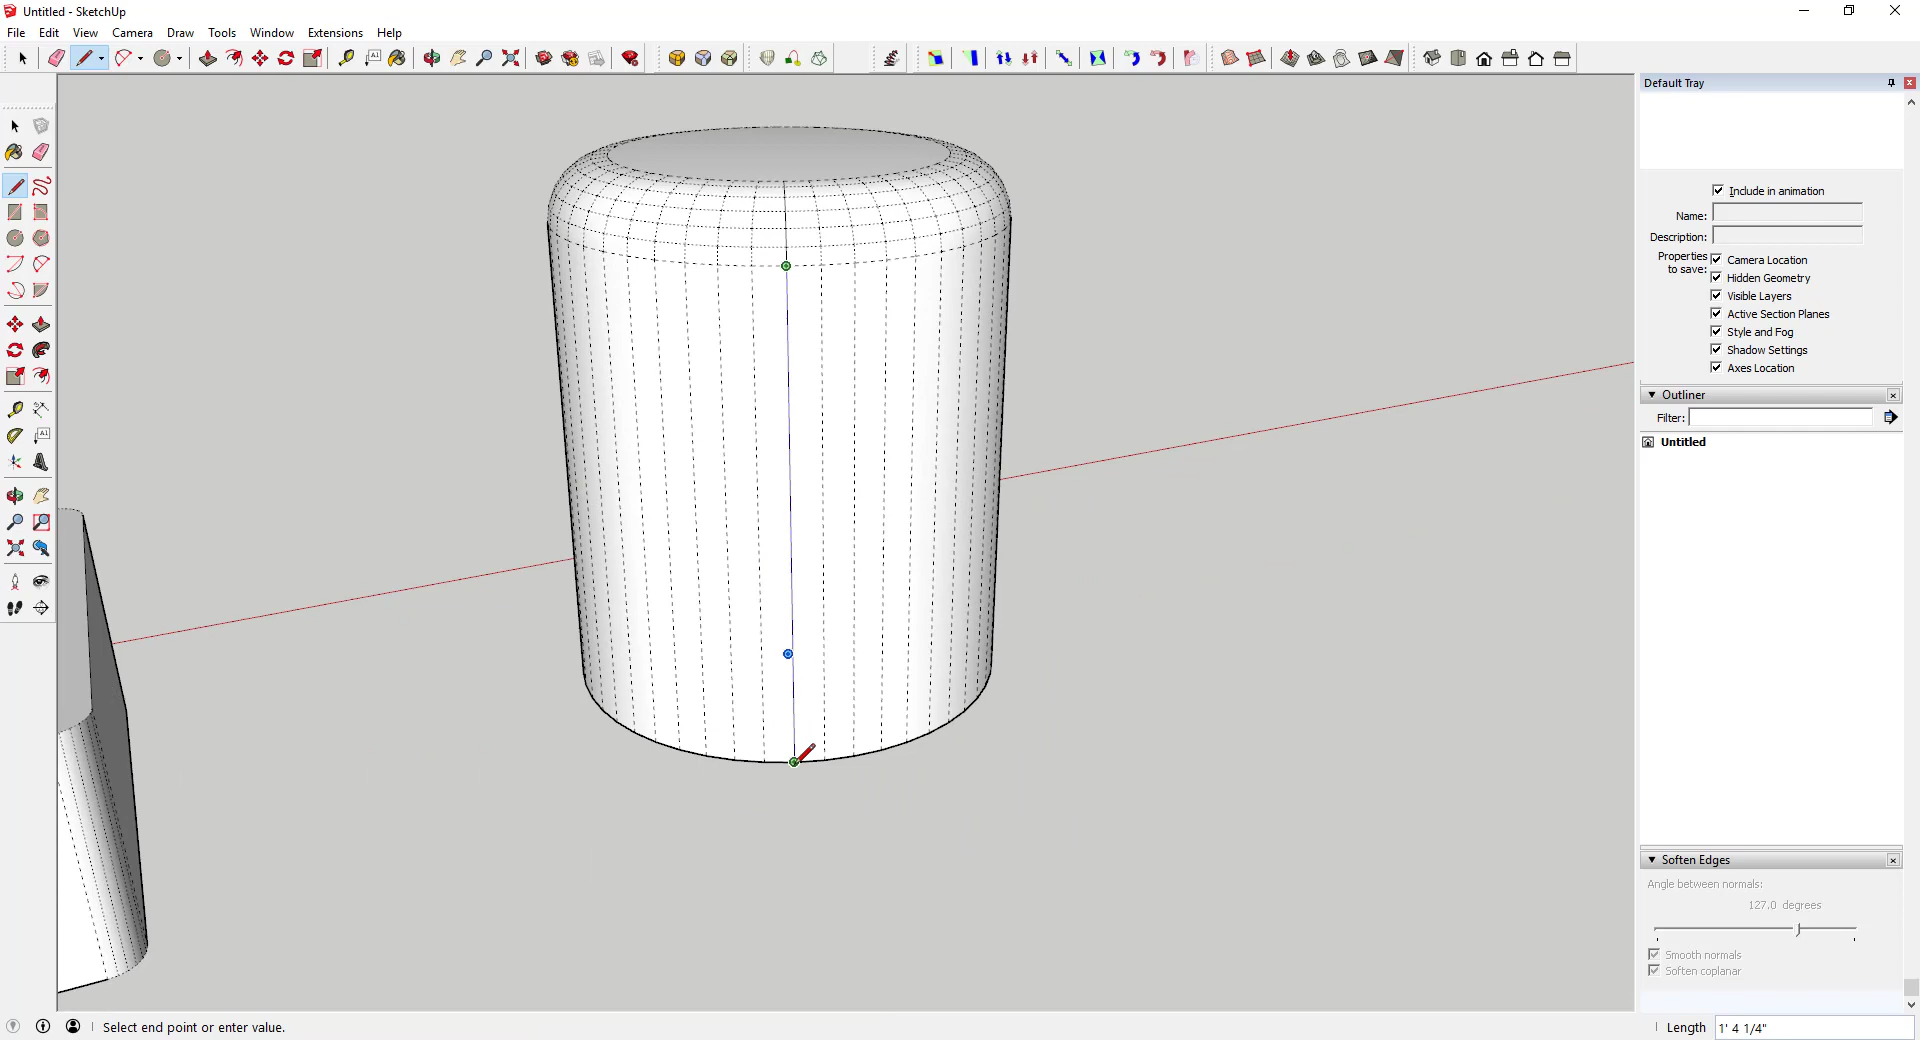 Untitled - SketchUp
File Edit View Camera Draw Tools Window Extensions Help
A1
Default Tray
Include in animation
Name:
Description:
Properties to save:
Camera Location
Hidden Geometry
Visible Layers
Active Section Planes
Style and Fog
Shadow Settings
Axes Location
Outliner
Filter:
Untitled
A1
Soften Edges
Angle between normals:
127.0 degrees
Smooth normals
Soften coplanar
Select end point or enter value.
Length 1' 4 1/4"